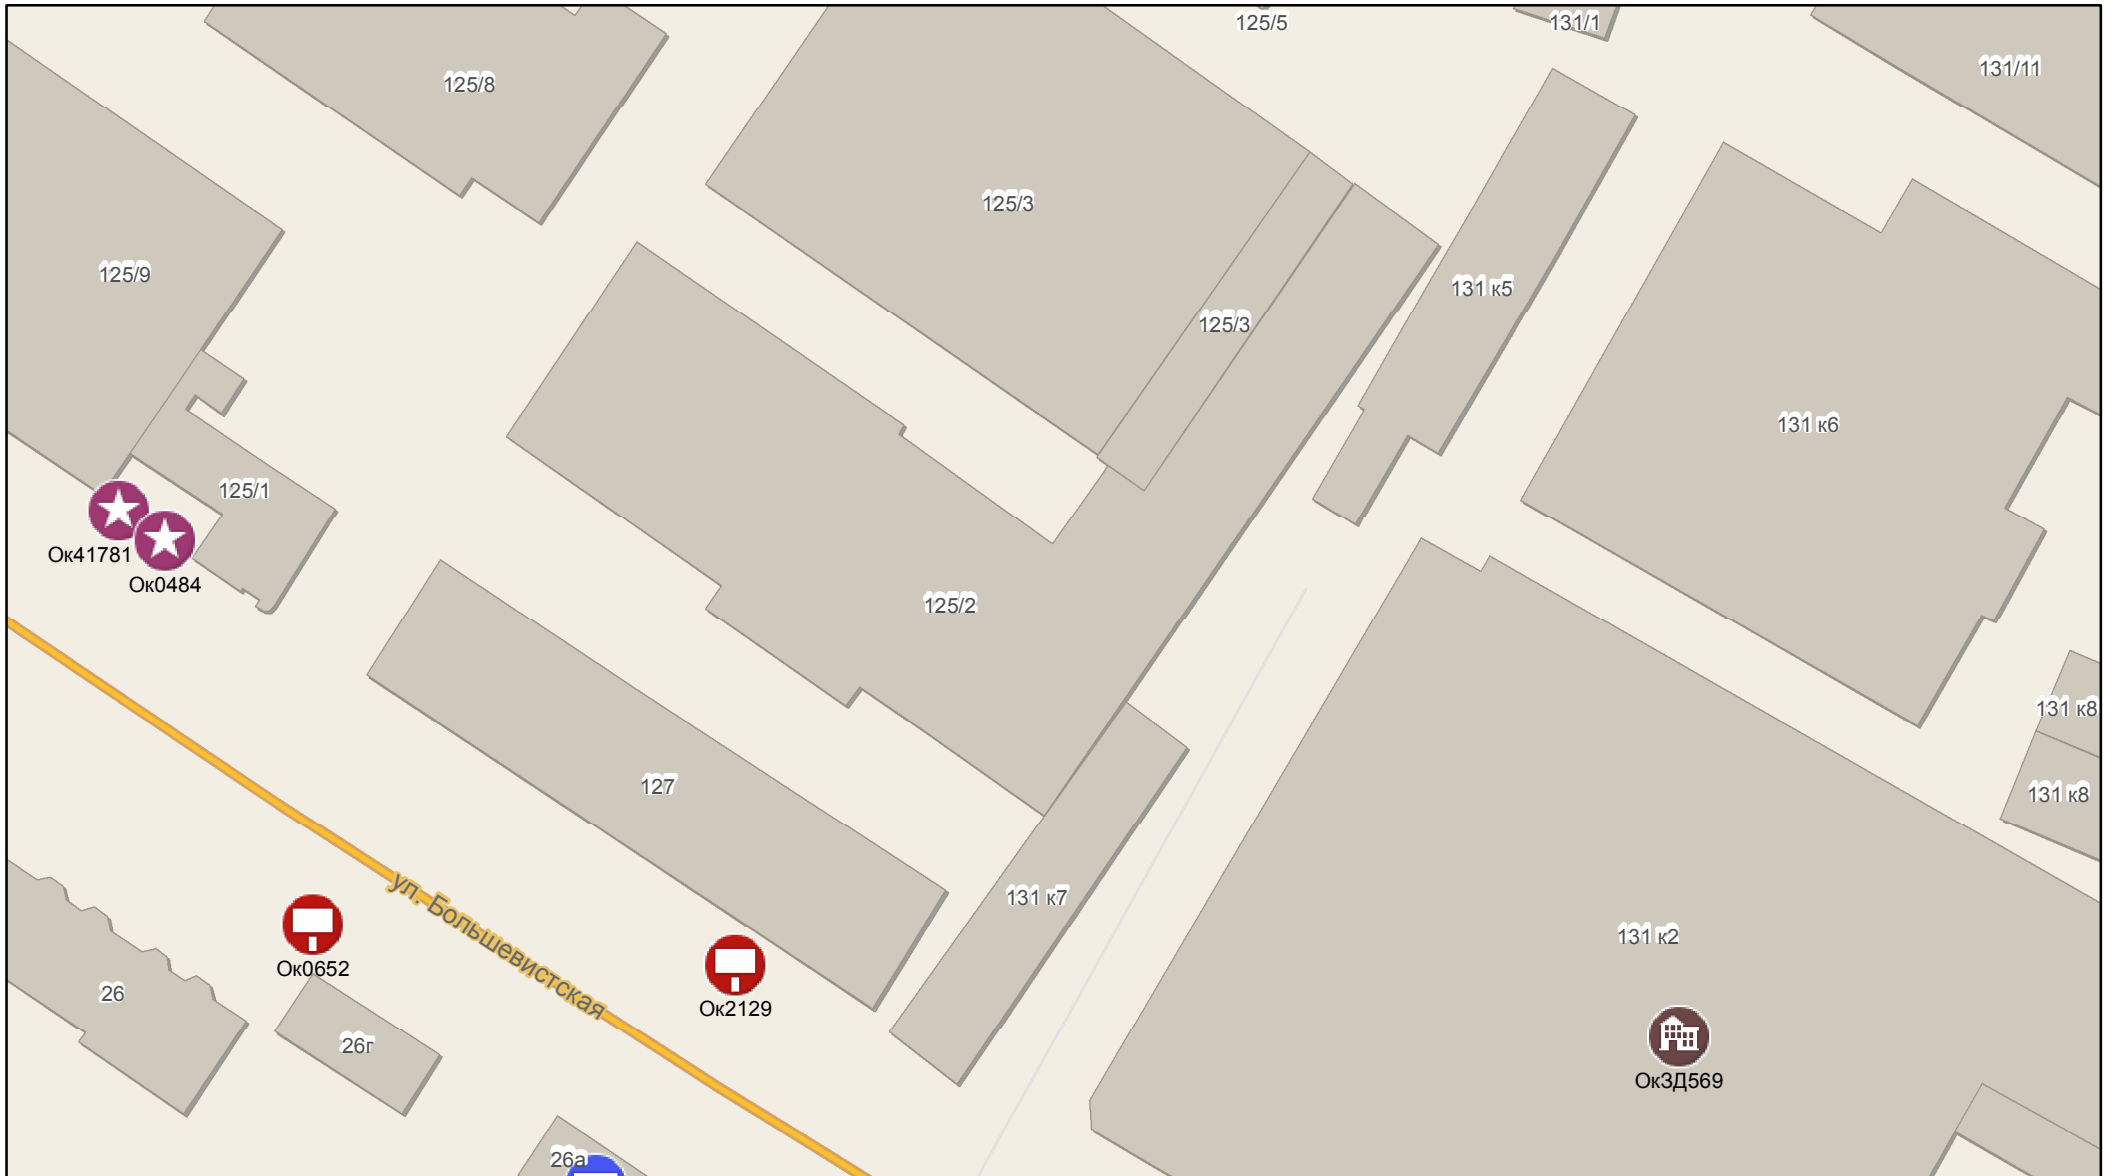 125/5
131/1
131/11
125/8
125/3
125/9
131 к5
125/3
131 к6
125/1
Ок41781
Ок0484
125/2
131 к8
127
131 к8
131 к7
ул. Большевистская
131 к2
Ок0652
26
Ок2129
26г
ОкЗД569
26а